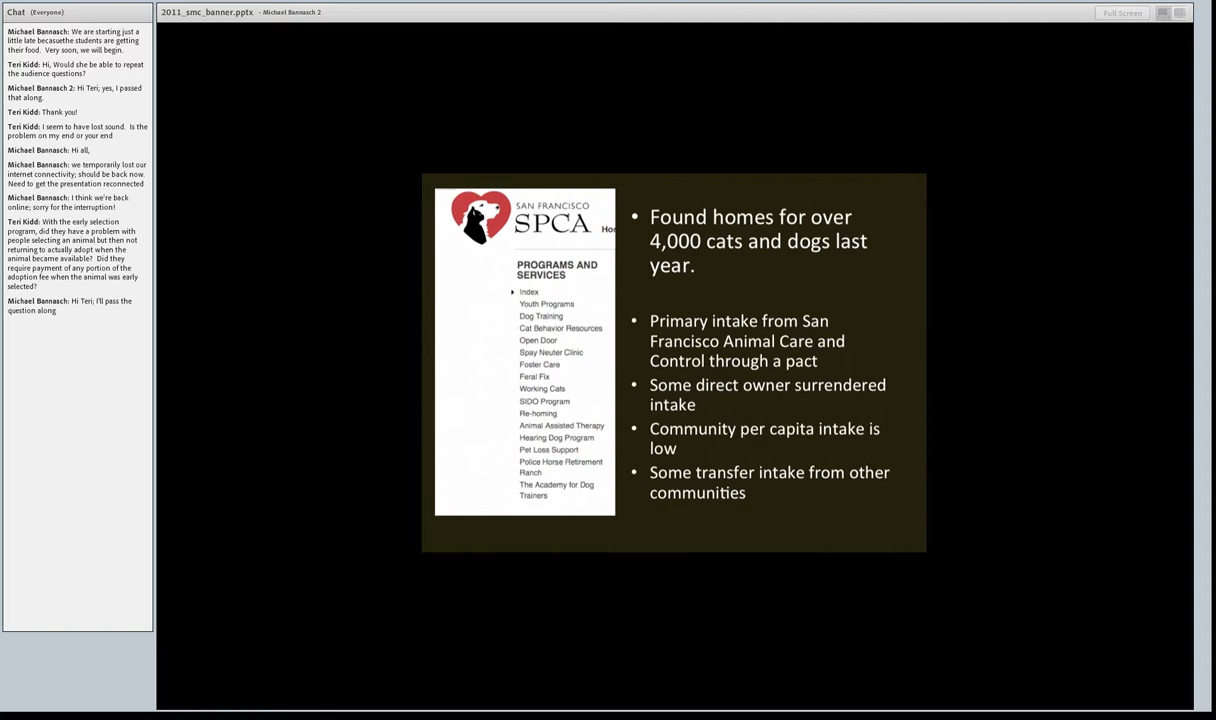 Chat (Everyone)
Michael Bannasch: We are starting just a
little late becasuethe students are getting
their food. Very soon, we will begin.
Teri Kidd: Hi, Would she be able to repeat
the audience questions?
Michael Bannasch 2: Hi Teri; yes, I passed
that along.
Teri Kidd: Thank you!
Teri Kidd: I seem to have lost sound. Is the
problem on my end or your end
Michael Bannasch: Hi all,
Michael Bannasch: we temporarily lost our
internet connectivity; should be back now.
Need to get the presentation reconnected
Michael Bannasch: I think we're back
online; sorry for the interruption!
Teri Kidd: With the early selection
program, did they have a problem with
people selecting an animal but then not
returning to actually adopt when the
animal became available? Did they
require payment of any portion of the
adoption fee when the animal was early
selected?
Michael Bannasch: Hi Teri; I'll pass the
question along
2011_smc_banner.pptx - Michael Bannasch 2
Full Screen
SAN FRANCISCO
SPCA
Hor
PROGRAMS AND
SERVICES
Index
Youth Programs
Dog Training
Cat Behavior Resources
Open Door
Spay Neuter Clinic
Foster Care
Feral Fix
Working Cats
SIDO Program
Re-homing
Animal Assisted Therapy
Hearing Dog Program
Pet Loss Support
Police Horse Retirement
Ranch
The Academy for Dog
Trainers
• Found homes for over
4,000 cats and dogs last
year.
• Primary intake from San
Francisco Animal Care and
Control through a pact
• Some direct owner surrendered
intake
• Community per capita intake is
low
• Some transfer intake from other
communities